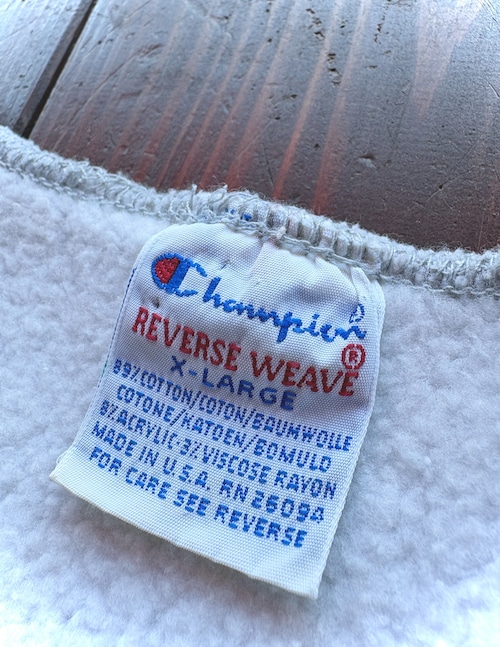 Champion
REVERSE WEAVE®
X-LARGE
89%COTTON/COTON/BAUMWOLLE
COTONE/KATOEN/BOMULD
8%ACRYLIC-3%VISCOSE RAYON
MADE IN U.S.A. RN 26094
FOR CARE SEE REVERSE